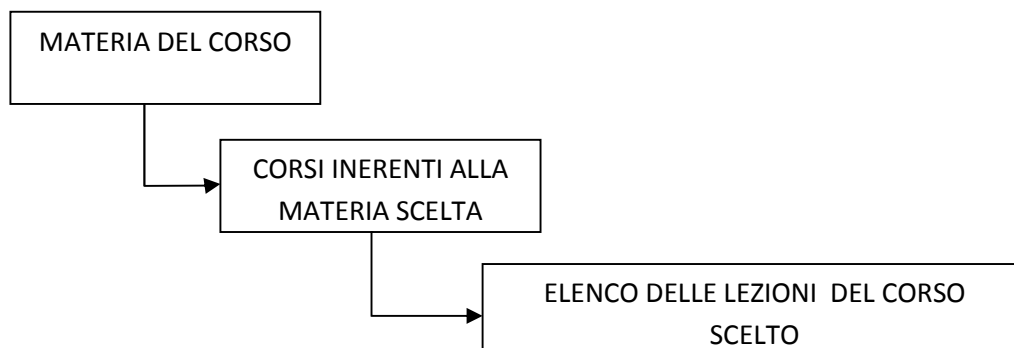 MATERIA DEL CORSO
CORSI INERENTI ALLA
MATERIA SCELTA
ELENCO DELLE LEZIONI DEL CORSO
SCELTO